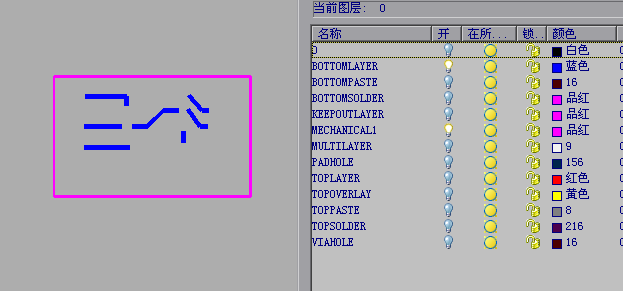 当前图层: 0
名称 开 在所... 锁... 颜色
0 白色
BOTTOMLAYER 蓝色
BOTTOMPASTE 16
BOTTOMSOLDER 品红
KEEPOUTLAYER 品红
MECHANICAL1 品红
MULTILAYER 9
PADHOLE 156
TOPLAYER 红色
TOPOVERLAY 黄色
TOPPASTE 8
TOPSOLDER 216
VIAHOLE 16